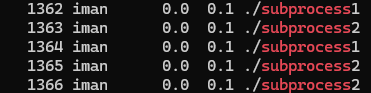 1362 iman 0.0 0.1 ./subprocess1
1363 iman 0.0 0.1 ./subprocess2
1364 iman 0.0 0.1 ./subprocess1
1365 iman 0.0 0.1 ./subprocess2
1366 iman 0.0 0.1 ./subprocess2